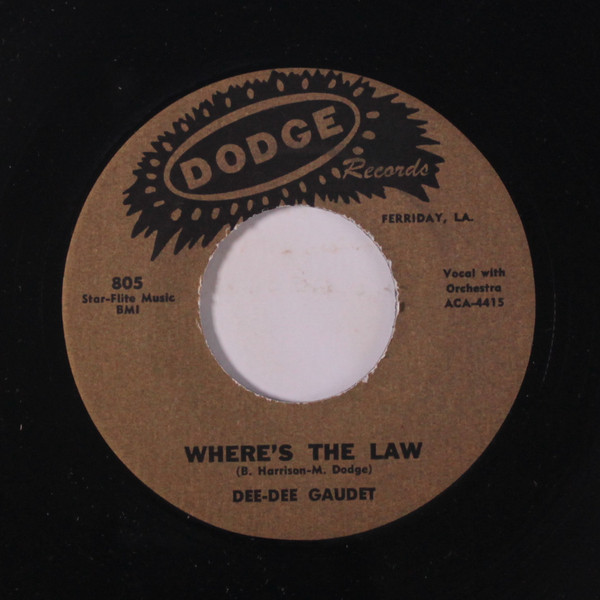 DODGE
Records
FERRIDAY, LA.
805
Star-Flite Music
BMI
Vocal with
Orchestra
ACA-4415
WHERE'S THE LAW
(B. Harrison-M. Dodge)
DEE-DEE GAUDET